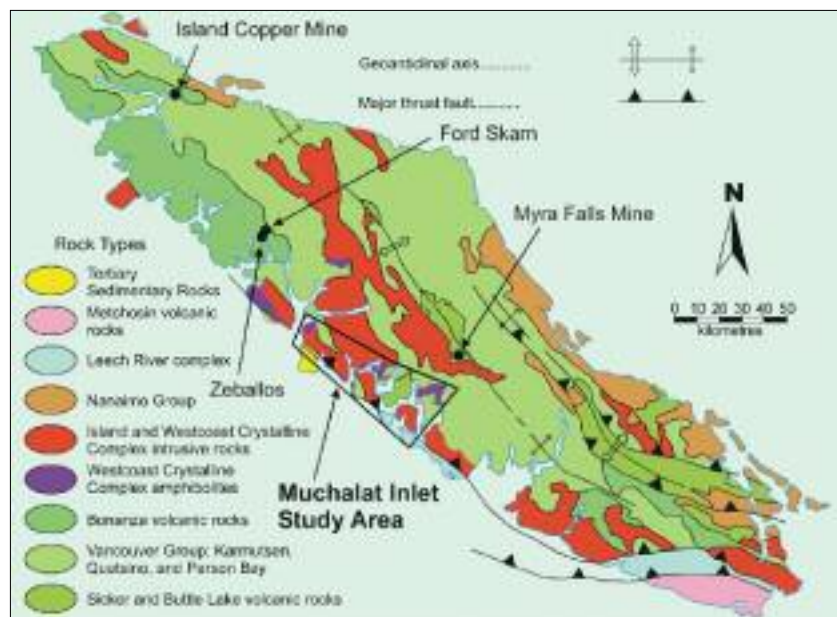 Island Copper Mine
Geoanticlinal axis
Major thrust fault
Ford Skarn
Myra Falls Mine
N
Rock Types
Tertiary
Sedimentary Rocks
Metchosin volcanic
rocks
Leech River complex
Nanaimo Group
Island and Westcoast Crystalline
Complex intrusive rocks
Westcoast Crystalline
Complex amphibolites
Bonanza volcanic rocks
Vancouver Group: Karmutsen,
Quatsino, and Parson Bay
Sicker and Buttle Lake volcanic rocks
Zeballos
Muchalat Inlet
Study Area
0 10 20 30 40 50
kilometres